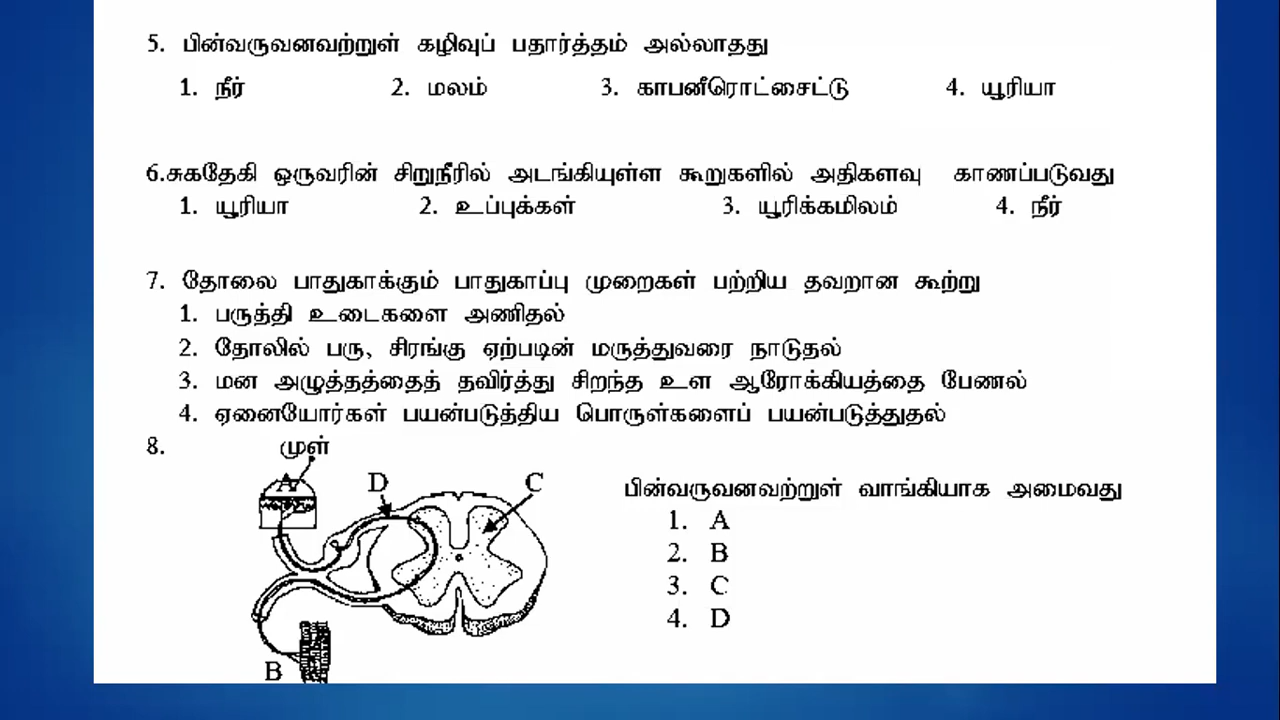 5. பின்வருவனவற்றுள் கழிவுப் பதார்த்தம் அல்லாதது
1. நீர் 2. மலம் 3. காபனீரொட்சைட்டு 4. யூரியா
6.சுகதேகி ஒருவரின் சிறுநீரில் அடங்கியுள்ள கூறுகளில் அதிகளவு காணப்படுவது
1. யூரியா 2. உப்புக்கள் 3. யூரிக்கமிலம் 4. நீர்
7. தோலை பாதுகாக்கும் பாதுகாப்பு முறைகள் பற்றிய தவறான கூற்று
1. பருத்தி உடைகளை அணிதல்
2. தோலில் பரு, சிரங்கு ஏற்படின் மருத்துவரை நாடுதல்
3. மன அழுத்தத்தைத் தவிர்த்து சிறந்த உள ஆரோக்கியத்தை பேணல்
4. ஏனையோர்கள் பயன்படுத்திய பொருள்களைப் பயன்படுத்துதல்
8. முள்
A D C
பின்வருவனவற்றுள் வாங்கியாக அமைவது
1. A
2. B
3. C
4. D
B